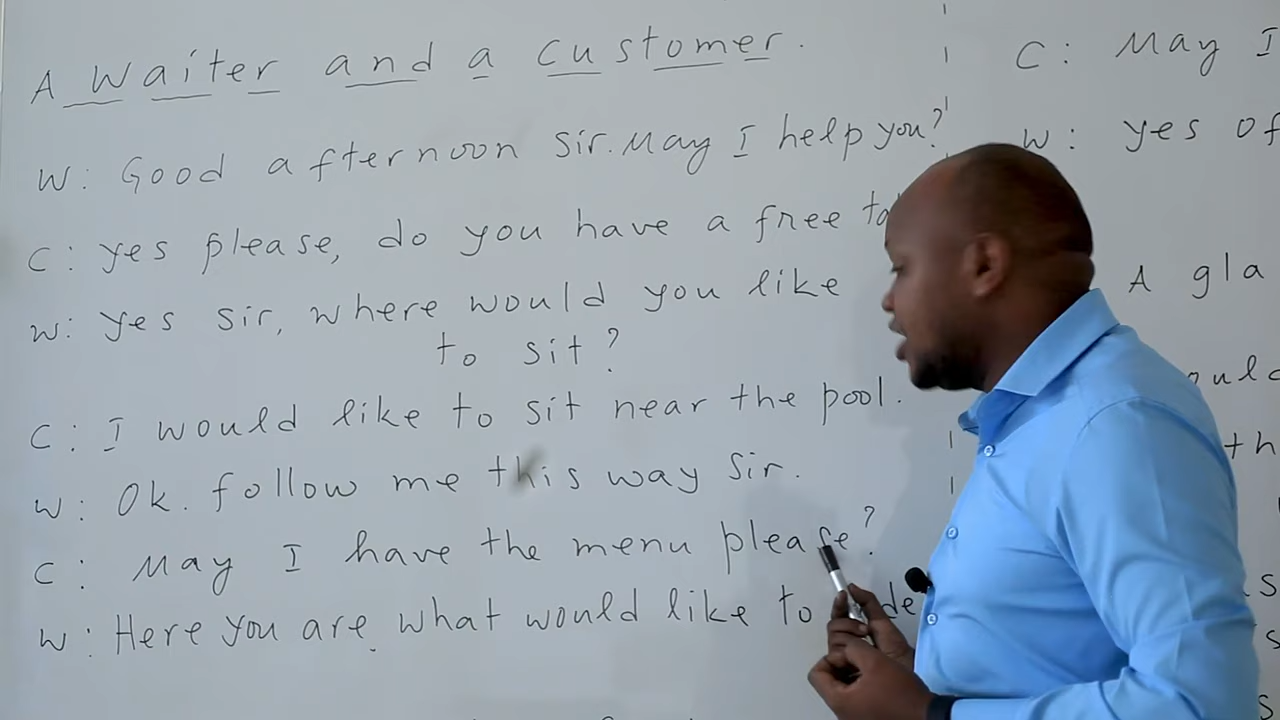 A Waiter and a customer.
W: Good afternoon Sir. May I help you?
C: yes please, do you have a free
W: yes sir, where would you like
to sit?
C: I would like to sit near the pool.
W: Ok. follow me this way Sir.
C: May I have the menu please?
W: Here you are. what would like to
C: May I
W: yes
A